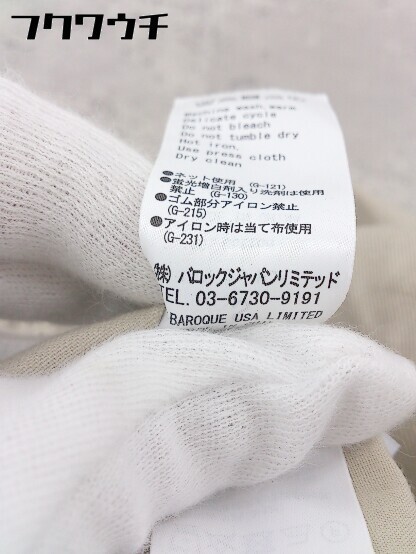 フクワウチ
Machine wash warm
Delicate cycle
Do not bleach
Do not tumble dry
Hot iron.
Use press cloth
Dry clean
●ネット使用 (G-121)
●蛍光増白剤入り洗剤は使用
禁止 (G-130)
●ゴム部分アイロン禁止
(G-215)
●アイロン時は当て布使用
(G-231)
(株) バロックジャパンリミテッド
TEL. 03-6730-9191
BAROQUE USA LIMITED